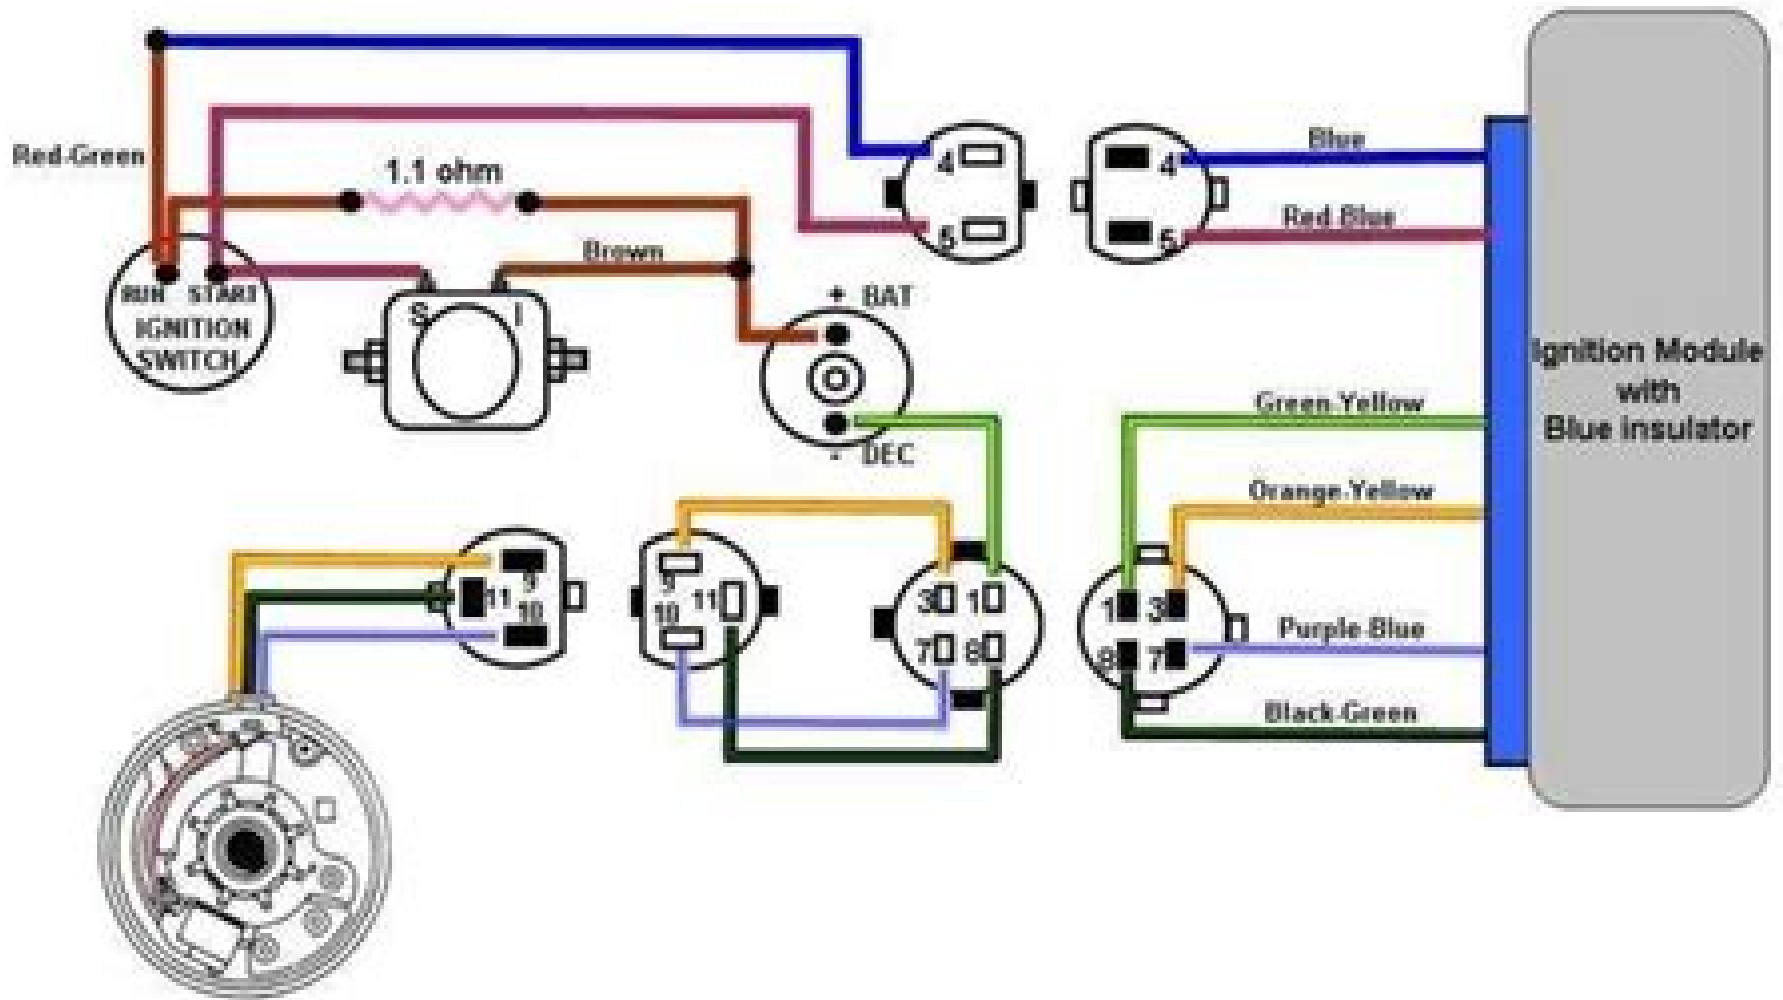 Red-Green
1.1 ohm
Brown
RUN START
IGNITION
SWITCH
S I
+ BAT
- DEC
4
5
4
5
Blue
Red Blue
Green-Yellow
Orange-Yellow
Purple-Blue
Black-Green
Ignition Module
with
Blue insulator
9
11
10
9
10
11
3 1
7 8
1 3
8 7